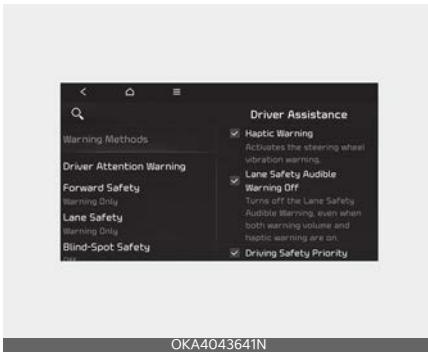 Driver Assistance
Warning Methods
Driver Attention Warning
Forward Safety
Warning Only
Lane Safety
Warning Only
Blind-Spot Safety
Off
Haptic Warning
Activates the steering wheel
vibration warning.
Lane Safety Audible
Warning Off
Turns off the Lane Safety
Audible Warning, even when
both warning volume and
haptic warning are on.
Driving Safety Priority
OKA4043641N